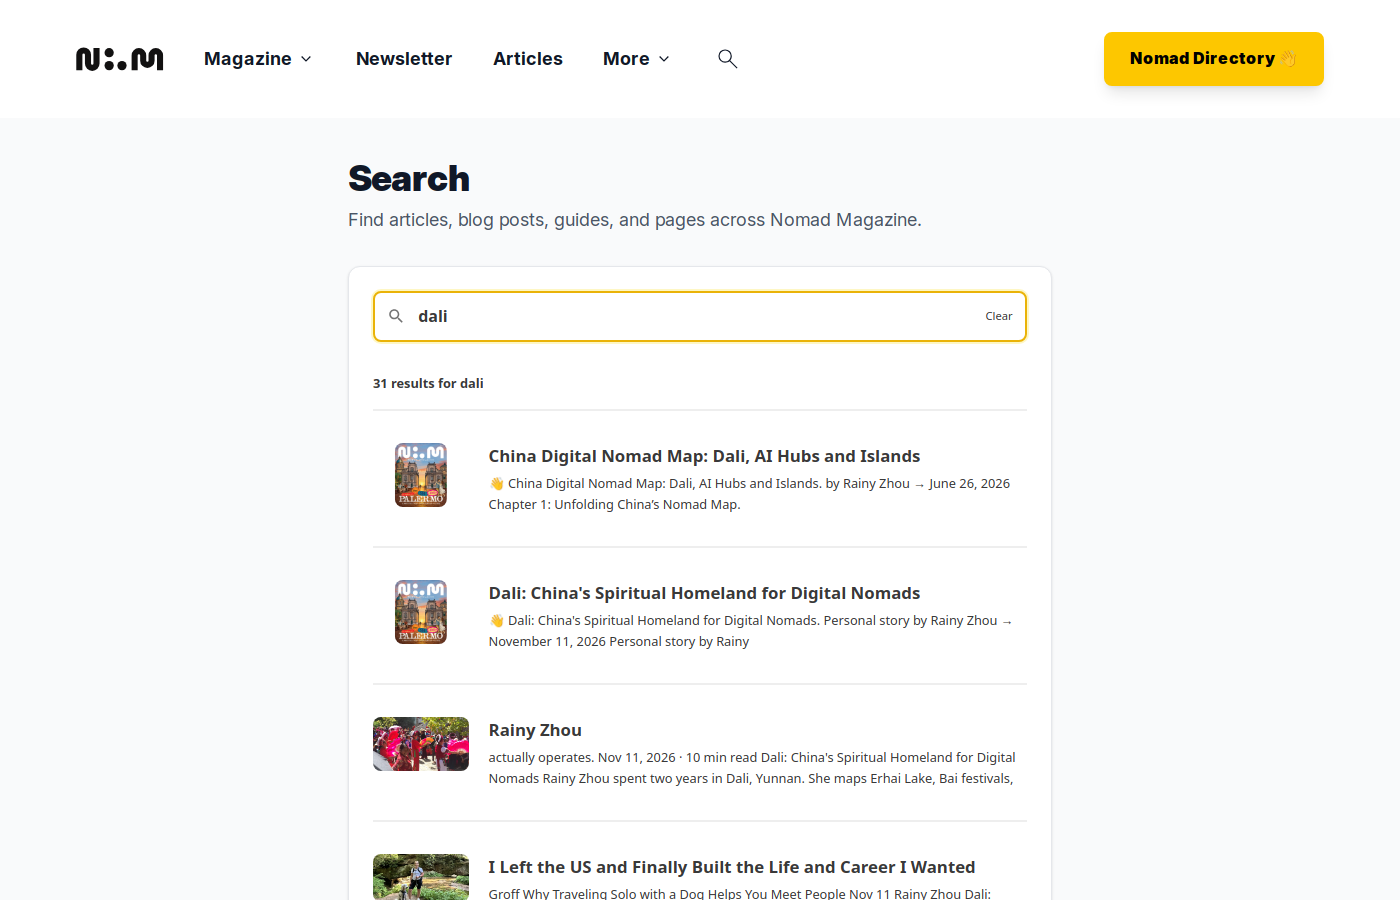 N:.M
Magazine
Newsletter
Articles
More
Nomad Directory 👋
Search
Find articles, blog posts, guides, and pages across Nomad Magazine.
dali
Clear
31 results for dali
N:.M
PALERMO
China Digital Nomad Map: Dali, AI Hubs and Islands
👋 China Digital Nomad Map: Dali, AI Hubs and Islands. by Rainy Zhou → June 26, 2026
Chapter 1: Unfolding China’s Nomad Map.
N:.M
PALERMO
Dali: China's Spiritual Homeland for Digital Nomads
👋 Dali: China's Spiritual Homeland for Digital Nomads. Personal story by Rainy Zhou →
November 11, 2026 Personal story by Rainy
Rainy Zhou
actually operates. Nov 11, 2026 · 10 min read Dali: China's Spiritual Homeland for Digital
Nomads Rainy Zhou spent two years in Dali, Yunnan. She maps Erhai Lake, Bai festivals,
I Left the US and Finally Built the Life and Career I Wanted
Groff Why Traveling Solo with a Dog Helps You Meet People Nov 11 Rainy Zhou Dali: